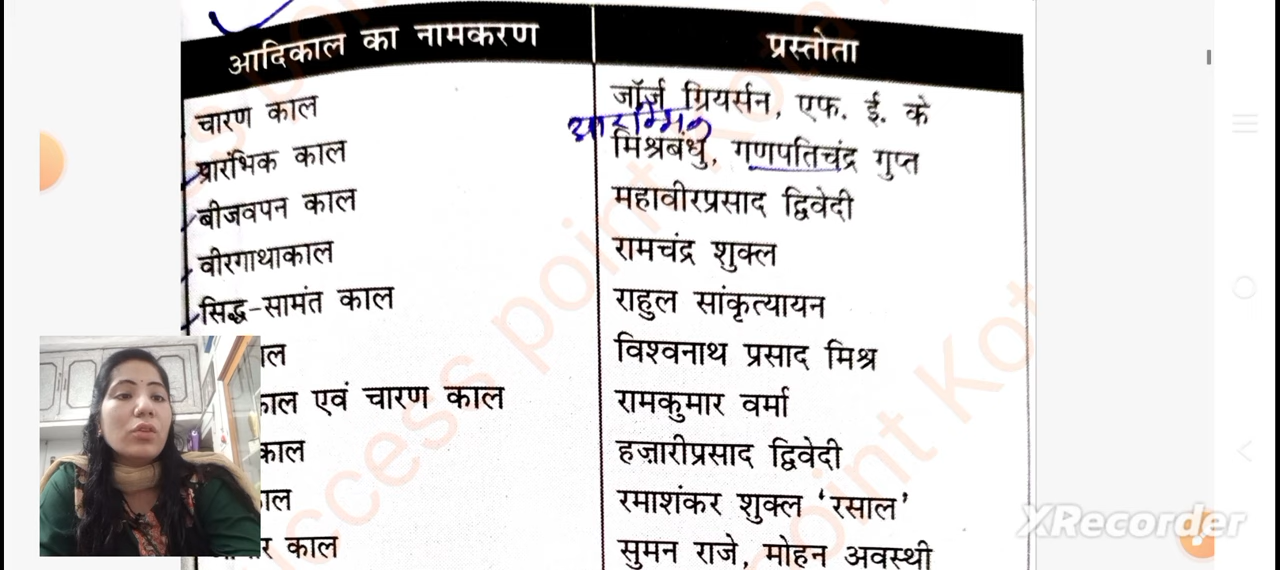 आदिकाल का नामकरण प्रस्तोता
चारण काल जॉर्ज ग्रियर्सन, एफ. ई. के
आरम्भिक
प्रारंभिक काल मिश्रबंधु, गणपतिचंद्र गुप्त
बीजवपन काल महावीरप्रसाद द्विवेदी
वीरगाथाकाल रामचंद्र शुक्ल
सिद्ध-सामंत काल राहुल सांकृत्यायन
विश्वनाथ प्रसाद मिश्र
एवं चारण काल रामकुमार वर्मा
काल हज़ारीप्रसाद द्विवेदी
रमाशंकर शुक्ल ‘रसाल’
काल सुमन राजे, मोहन अवस्थी
XRecorder